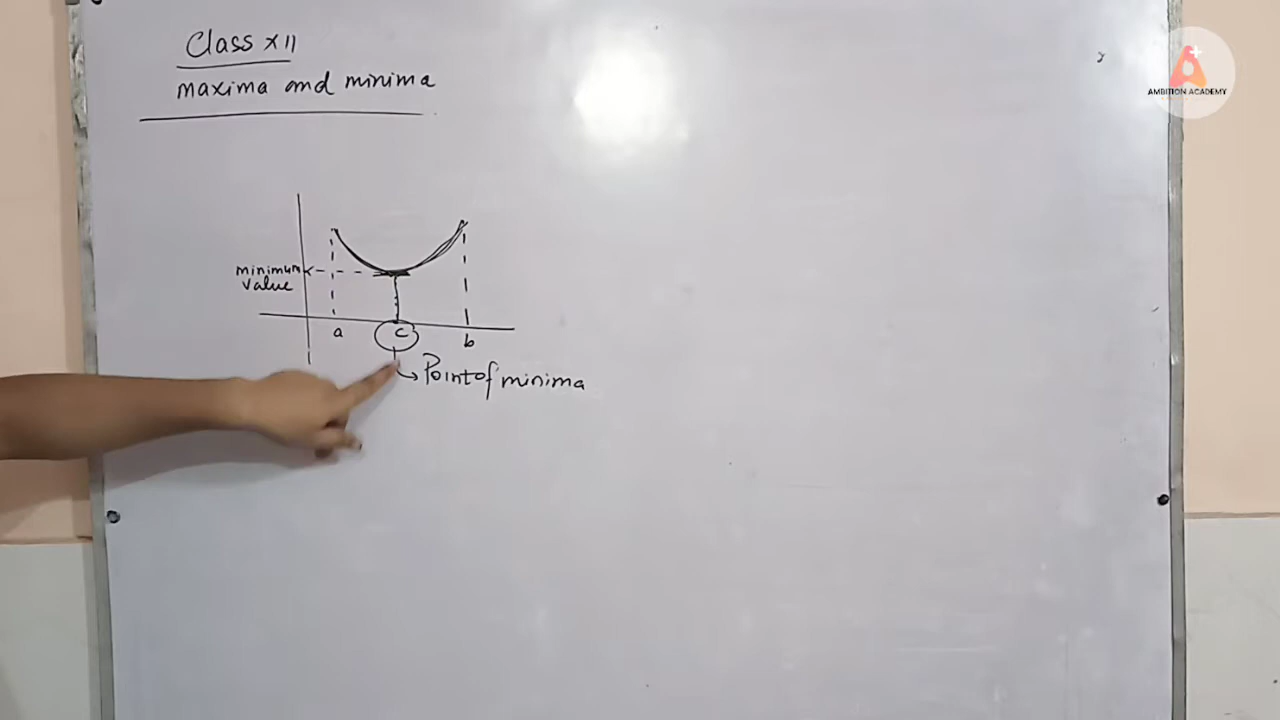 Class XII
maxima and minima
minimum
value
a
c
b
Point of minima
AMBITION ACADEMY